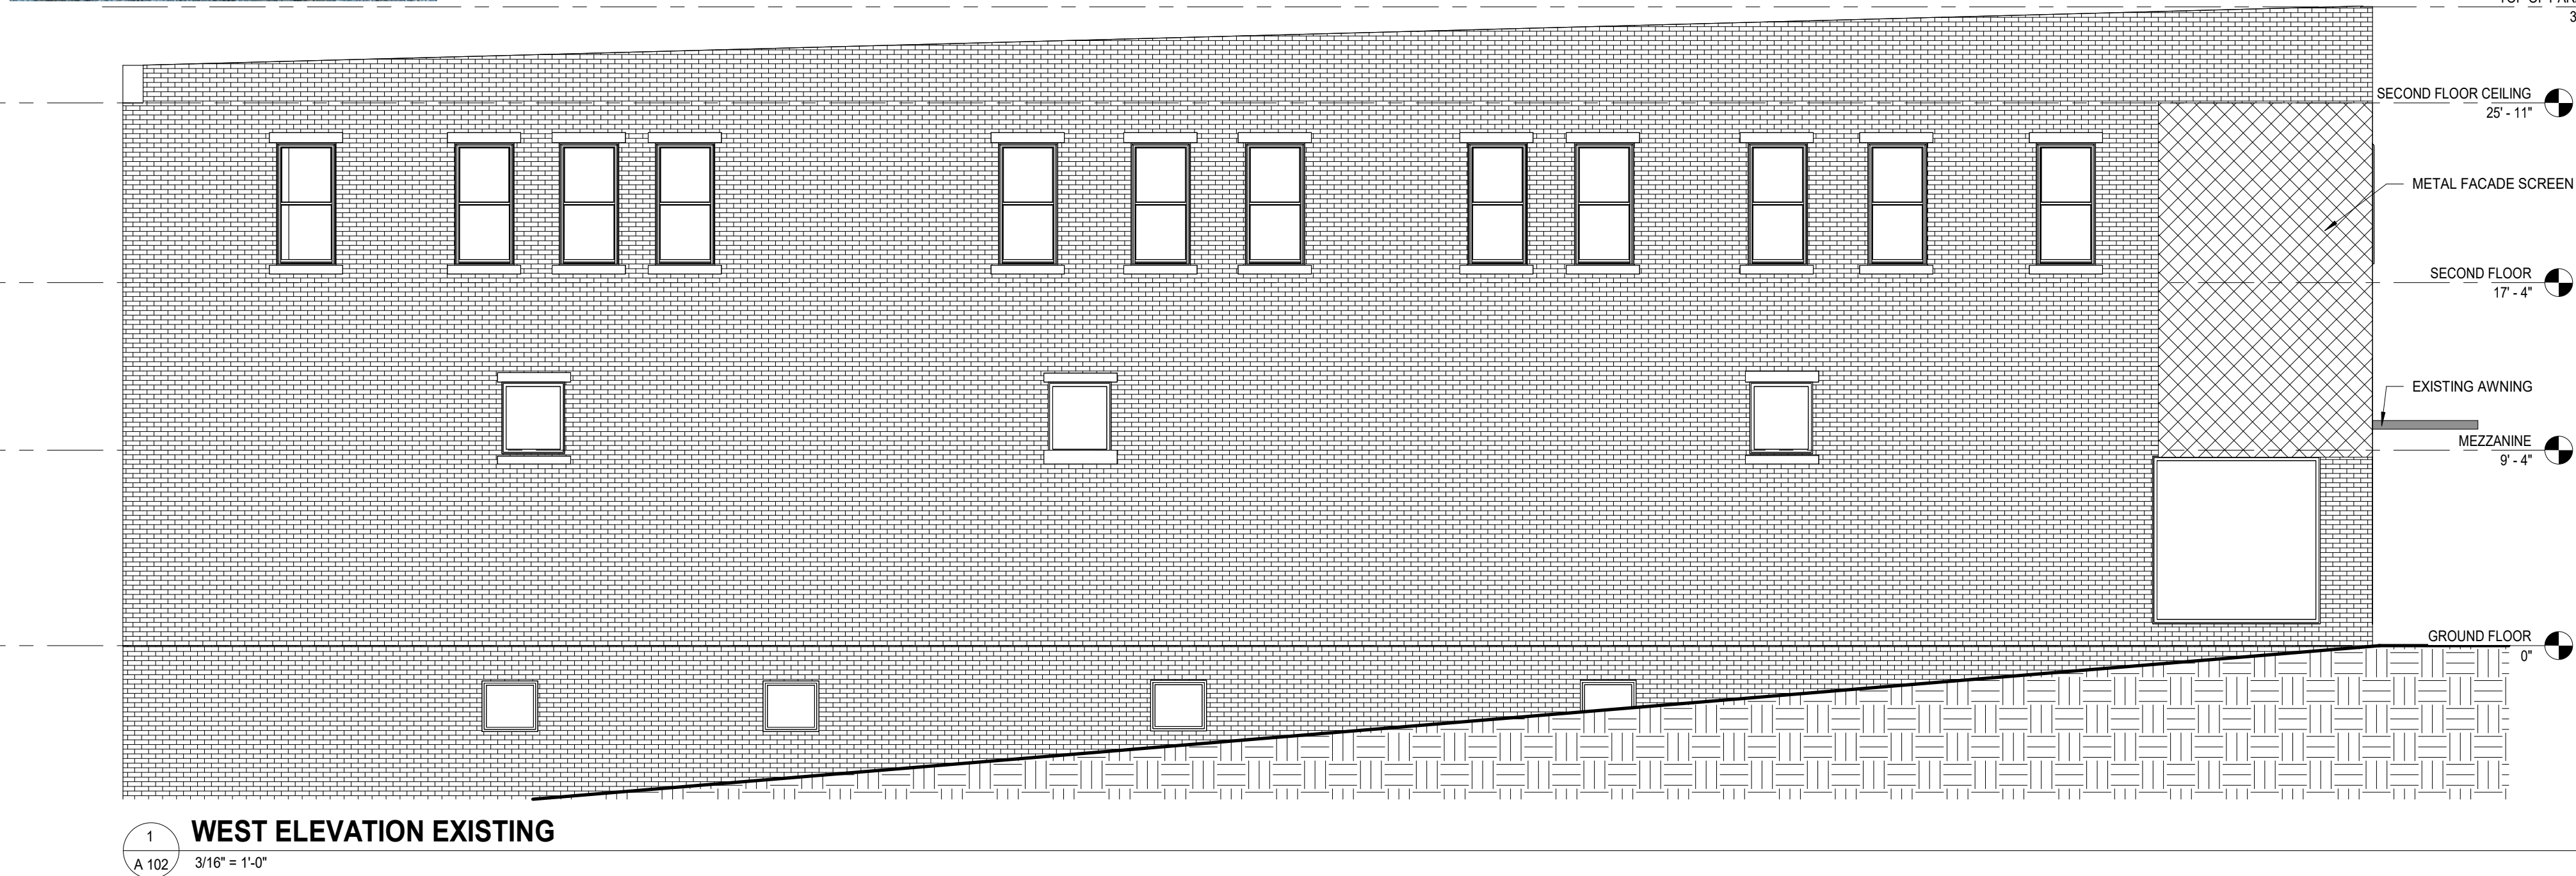 SECOND FLOOR CEILING
25' - 11"
METAL FACADE SCREEN
SECOND FLOOR
17' - 4"
EXISTING AWNING
MEZZANINE
9' - 4"
GROUND FLOOR
0"
1
A 102
WEST ELEVATION EXISTING
3/16" = 1'-0"